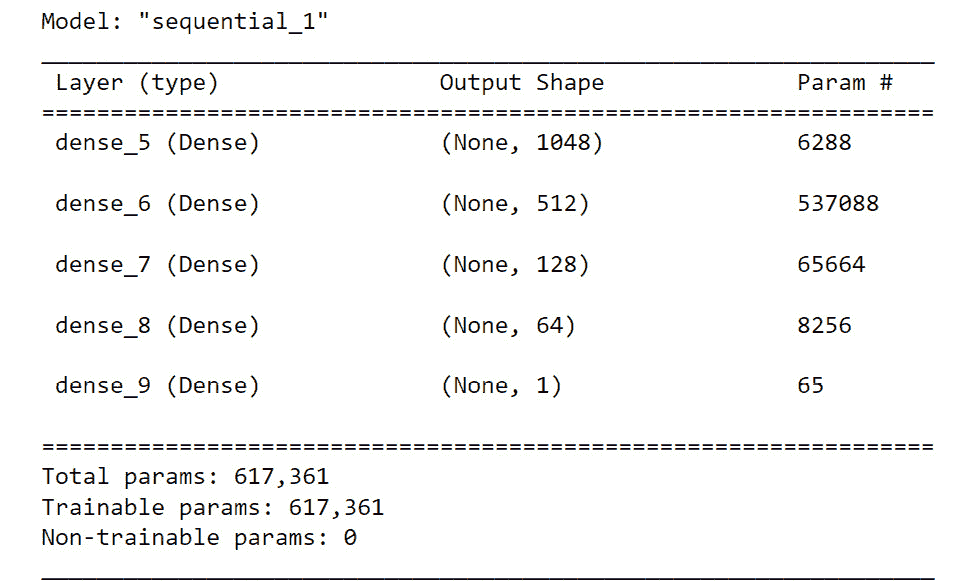 Model: "sequential_1"
_________________________________________________________________
Layer (type)                Output Shape              Param #
=================================================================
dense_5 (Dense)             (None, 1048)              6288
dense_6 (Dense)             (None, 512)               537088
dense_7 (Dense)             (None, 128)               65664
dense_8 (Dense)             (None, 64)                8256
dense_9 (Dense)             (None, 1)                 65
=================================================================
Total params: 617,361
Trainable params: 617,361
Non-trainable params: 0
_________________________________________________________________